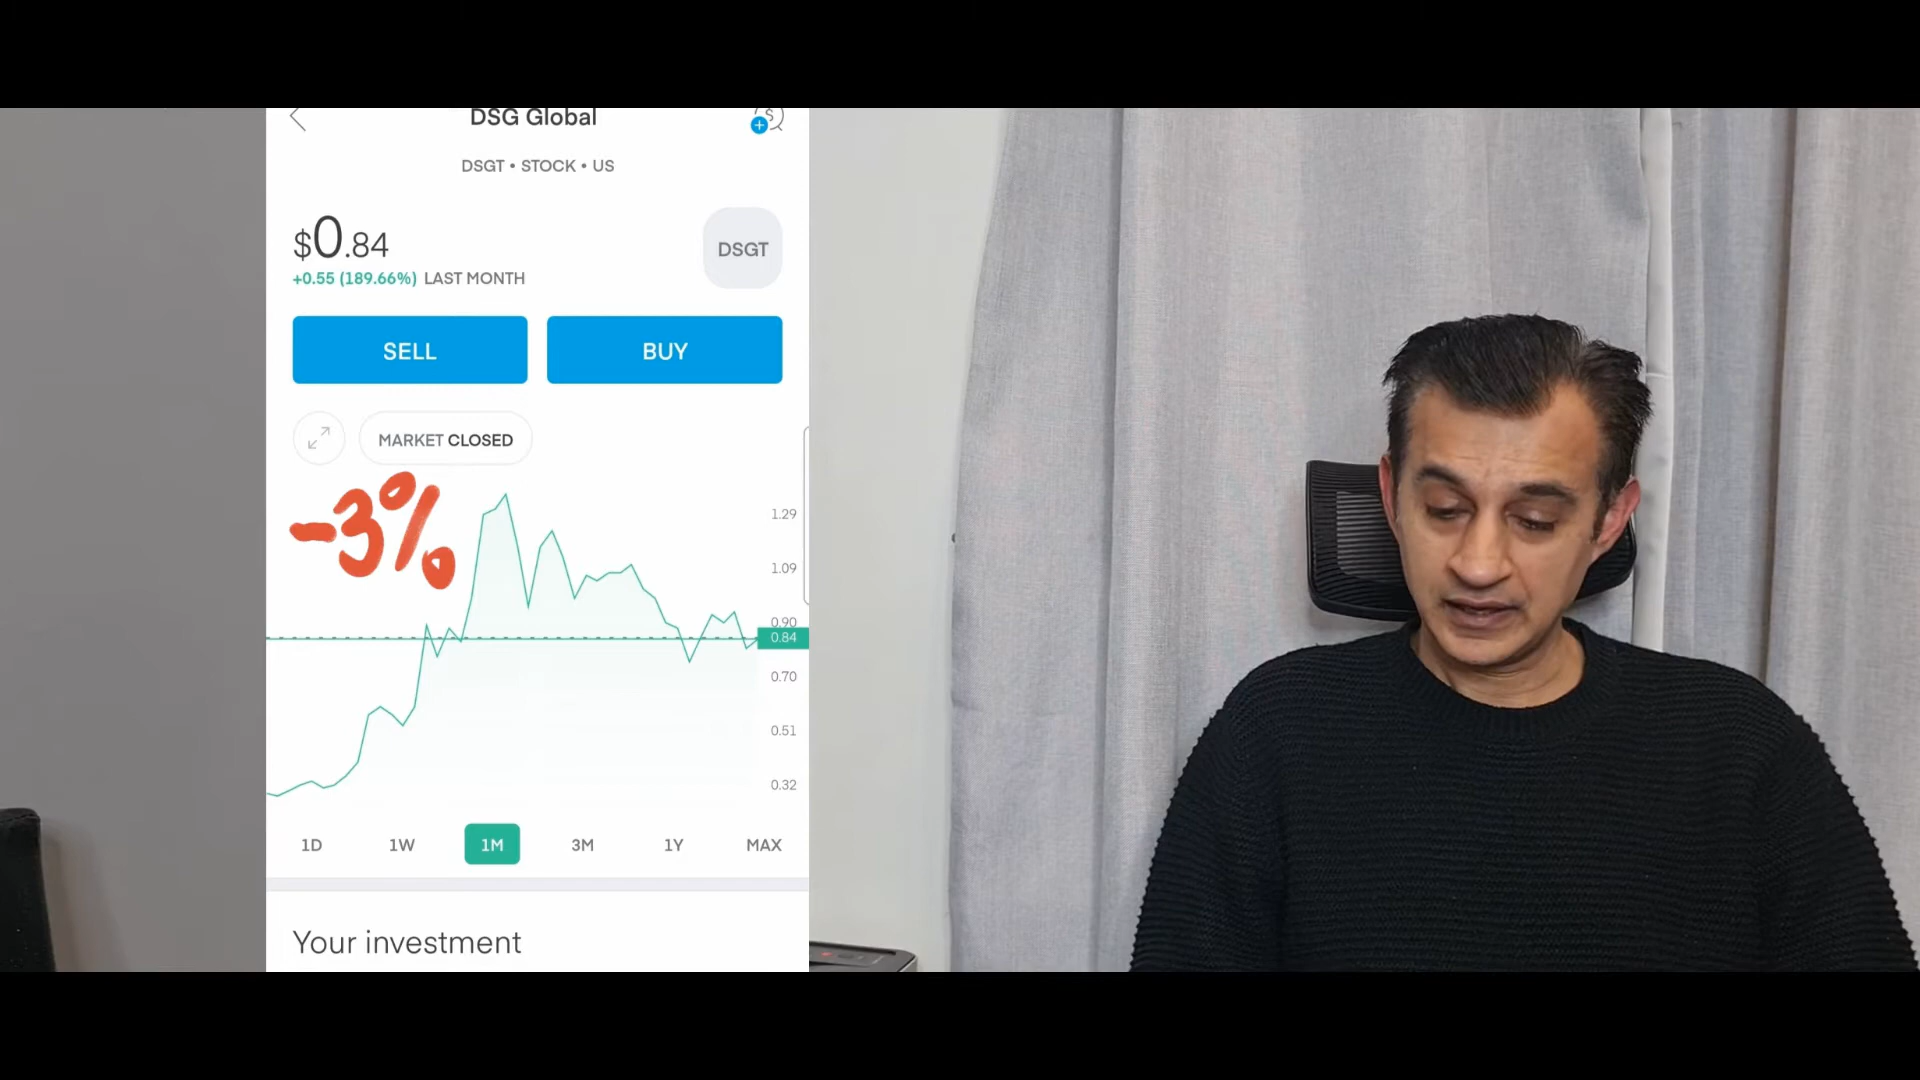 DSG Global
DSGT • STOCK • US
$0.84
DSGT
+0.55 (189.66%) LAST MONTH
SELL
BUY
MARKET CLOSED
-3%
1.29
1.09
0.90
0.84
0.70
0.51
0.32
1D 1W 1M 3M 1Y MAX
Your investment